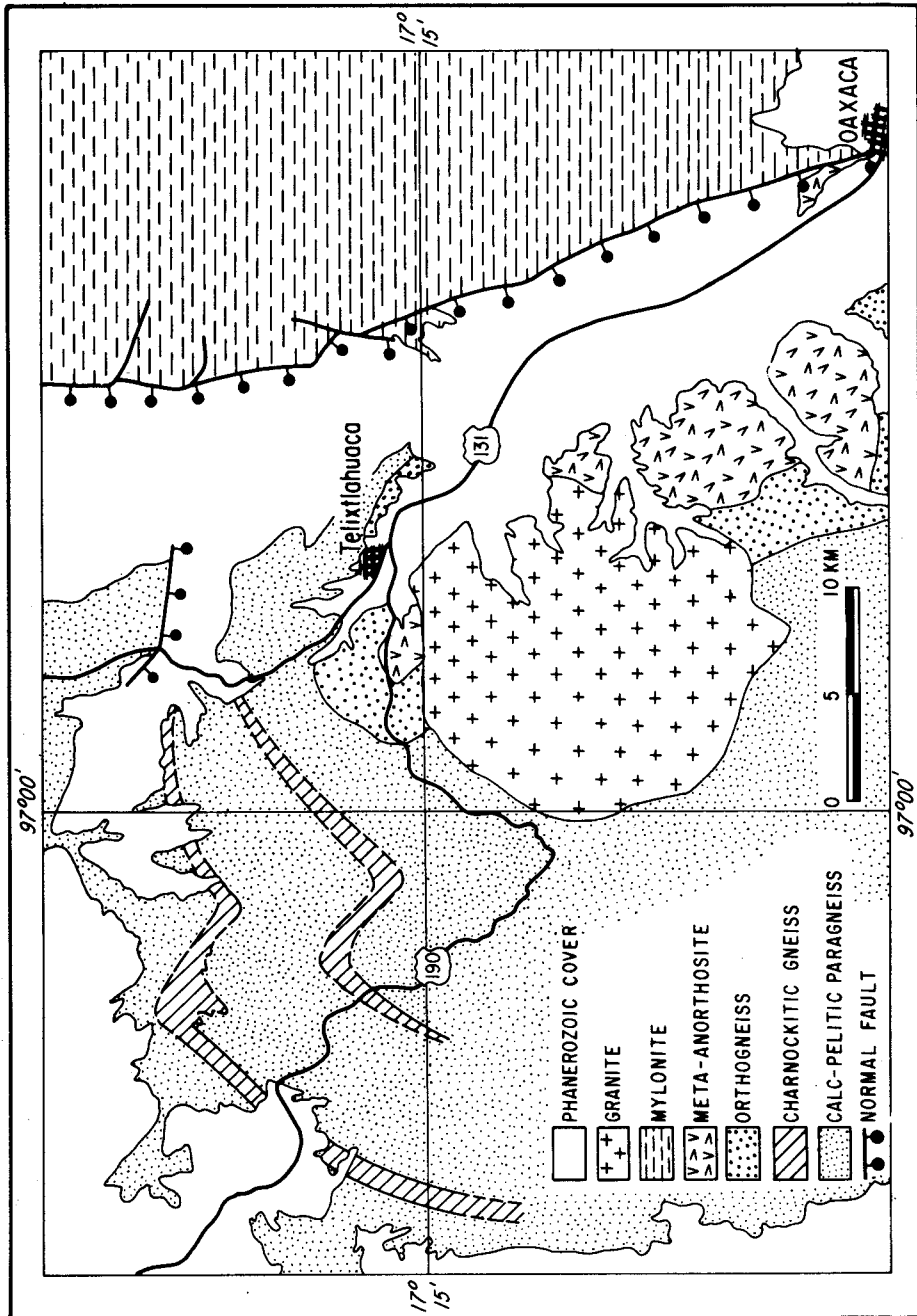 97°00'
17°
15'
OAXACA
Telixtlahuaca
131
190
17°
15'
0 5 10 KM
97°00'
PHANEROZOIC COVER
GRANITE
MYLONITE
META-ANORTHOSITE
ORTHOGNEISS
CHARNOCKITIC GNEISS
CALC-PELITIC PARAGNEISS
NORMAL FAULT